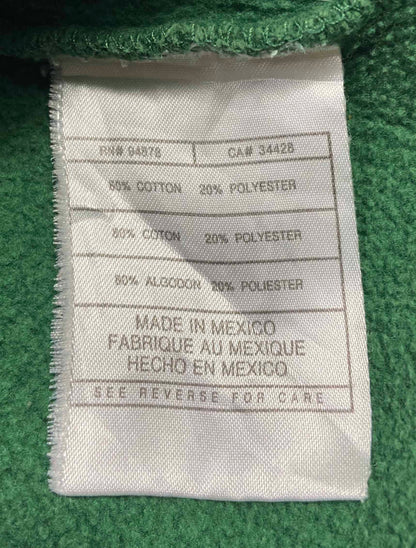 RN# 94878 CA# 34428
80% COTTON 20% POLYESTER
80% COTON 20% POLYESTER
80% ALGODON 20% POLIESTER
MADE IN MEXICO
FABRIQUE AU MEXIQUE
HECHO EN MEXICO
SEE REVERSE FOR CARE